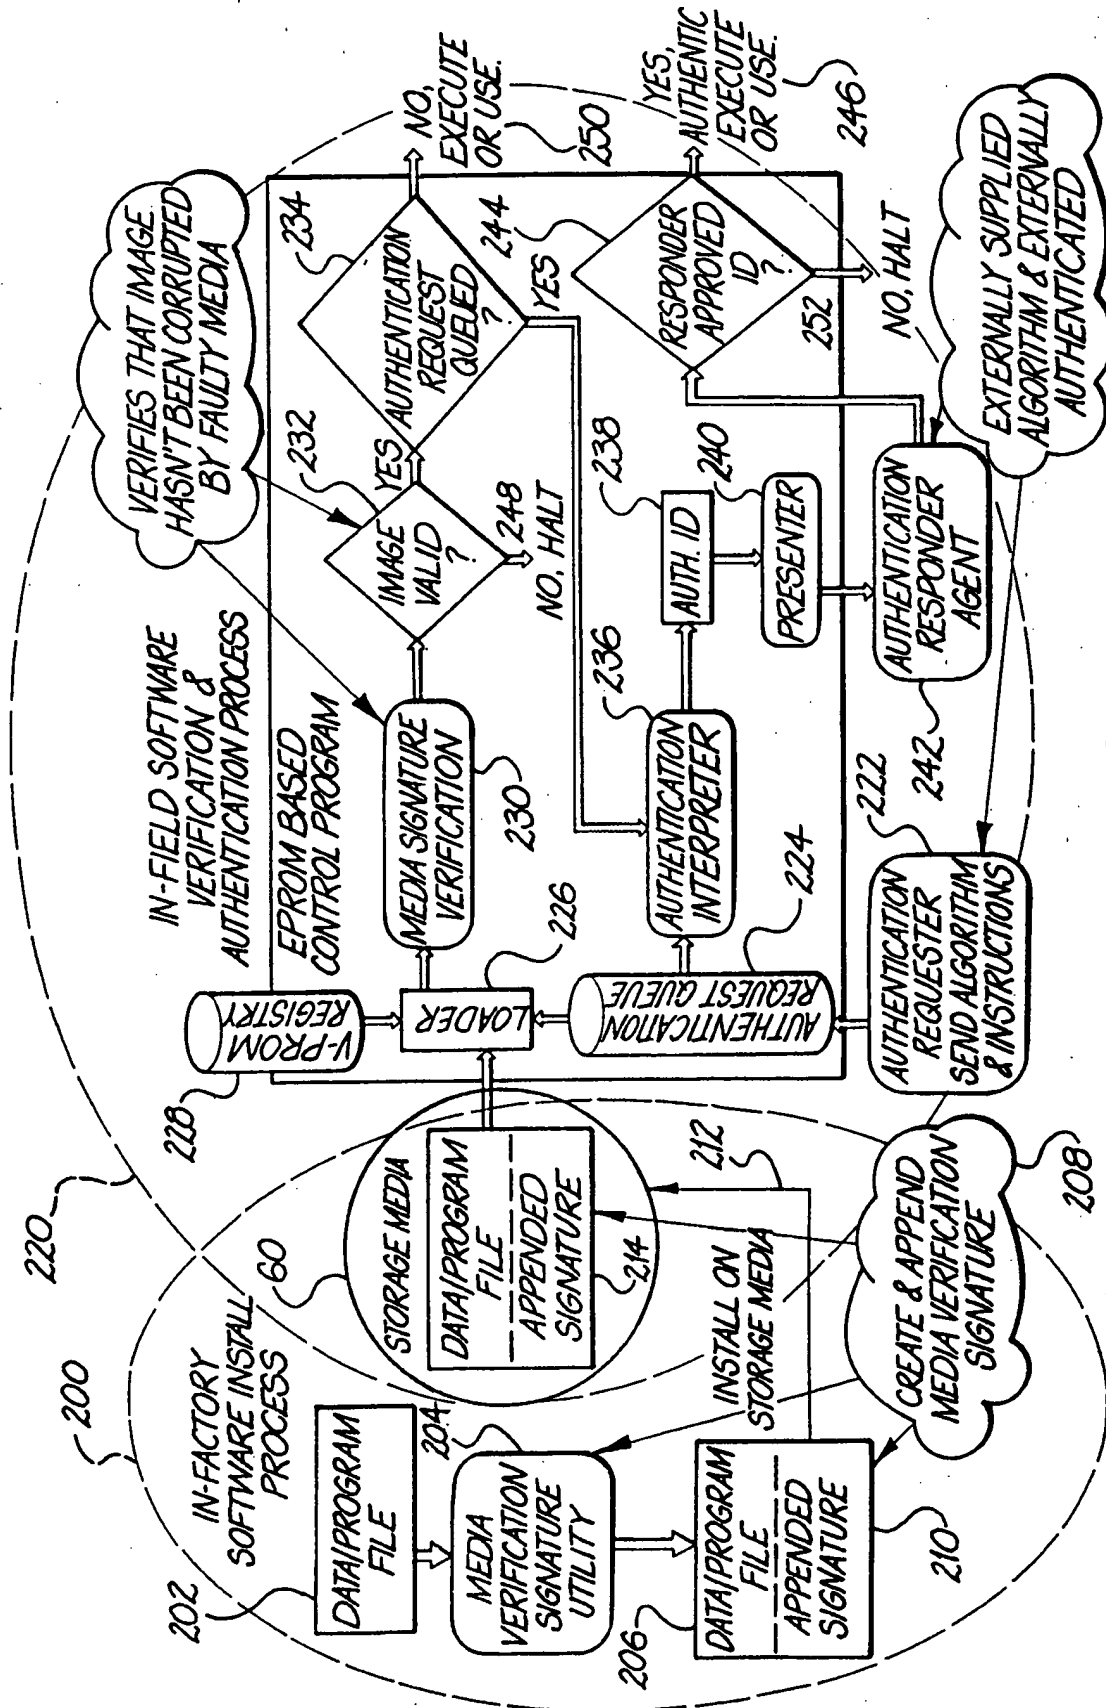 200
IN-FACTORY
SOFTWARE INSTALL
PROCESS
202
DATA/PROGRAM
FILE
204
MEDIA
VERIFICATION
SIGNATURE
UTILITY
206
DATA/PROGRAM
FILE
APPENDED
SIGNATURE
210
INSTALL ON
STORAGE MEDIA
212
CREATE & APPEND
MEDIA VERIFICATION
SIGNATURE
208
60
STORAGE MEDIA
DATA/PROGRAM
FILE
APPENDED
SIGNATURE
214
220
IN-FIELD SOFTWARE
VERIFICATION &
AUTHENTICATION PROCESS
EPROM BASED
CONTROL PROGRAM
228
V-PROM
REGISTRY
LOADER
226
AUTHENTICATION
REQUEST QUEUE
224
AUTHENTICATION
REQUESTER
SEND ALGORITHM
& INSTRUCTIONS
222
MEDIA SIGNATURE
VERIFICATION
230
VERIFIES THAT IMAGE
HASN'T BEEN CORRUPTED
BY FAULTY MEDIA
IMAGE
VALID
?
232
YES
248
NO, HALT
AUTHENTICATION
REQUEST
QUEUED
?
234
NO,
EXECUTE
OR USE.
250
YES
AUTHENTICATION
INTERPRETER
236
AUTH. ID
238
PRESENTER
240
AUTHENTICATION
RESPONDER
AGENT
242
RESPONDER
APPROVED
ID
?
244
YES,
AUTHENTIC
EXECUTE
OR USE.
246
252
NO, HALT
EXTERNALLY SUPPLIED
ALGORITHM & EXTERNALLY
AUTHENTICATED